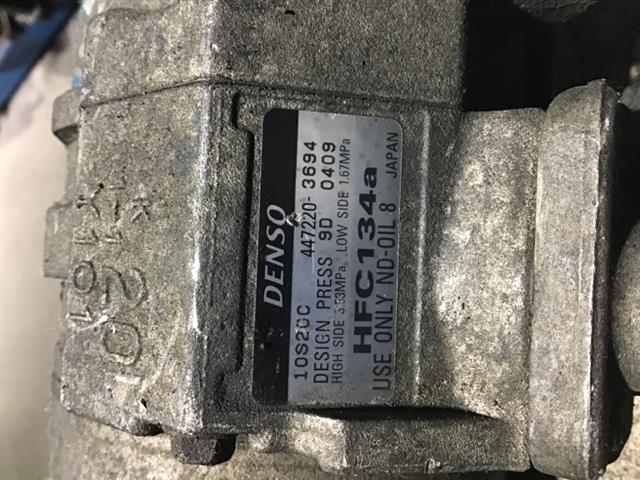 DENSO
10S20C 447220-3694
DESIGN PRESS 9D 0409
HIGH SIDE 3.53MPa, LOW SIDE 1.67MPa
HFC134a
USE ONLY ND-OIL 8 JAPAN
K
120